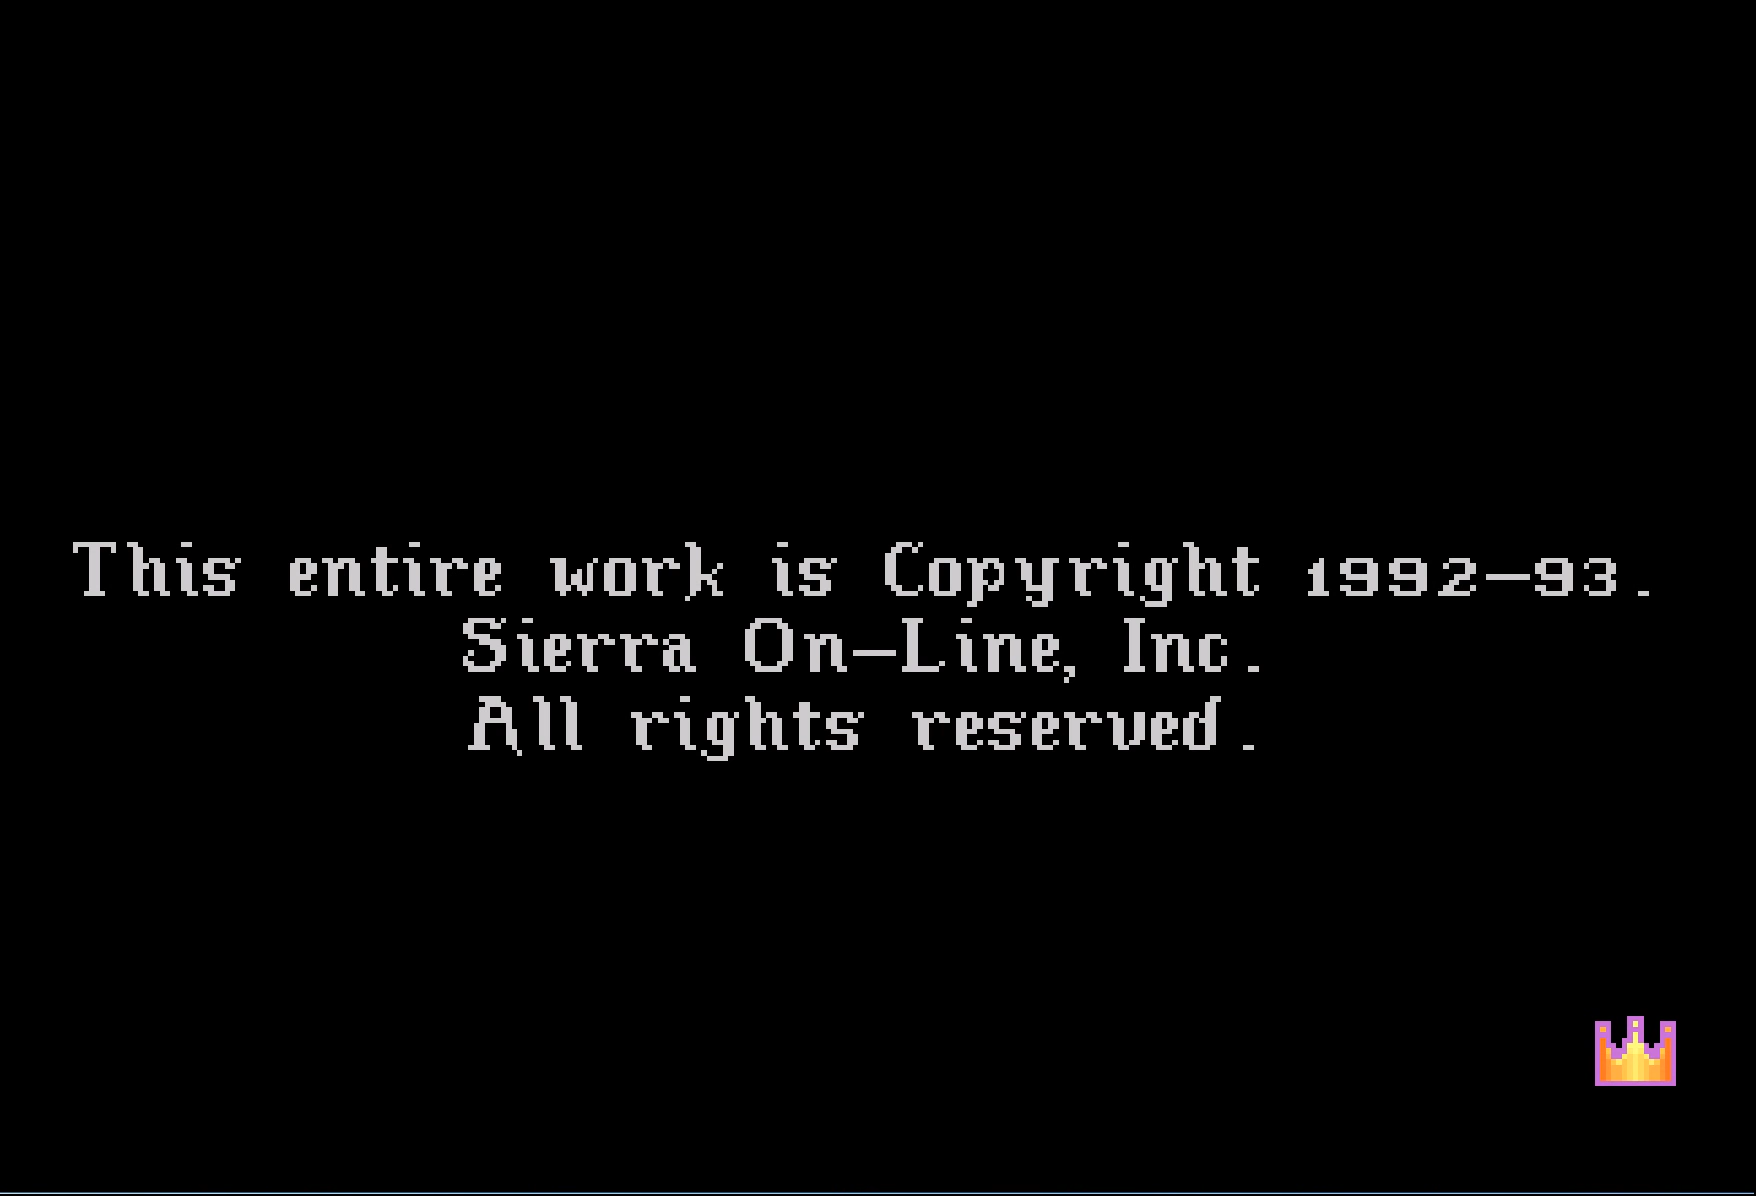 This entire work is Copyright 1992-93.
Sierra On-Line, Inc.
All rights reserved.